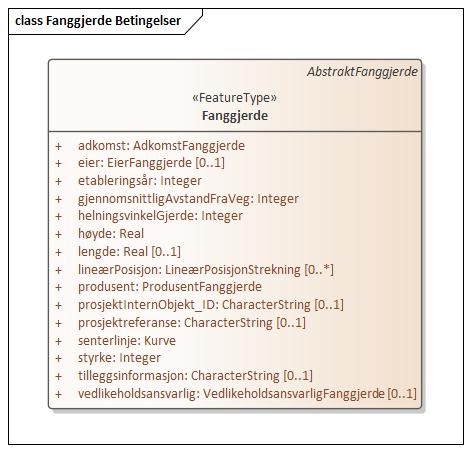 class Fanggjerde Betingelser
AbstraktFanggjerde
«FeatureType»
Fanggjerde
+ adkomst: AdkomstFanggjerde
+ eier: EierFanggjerde [0..1]
+ etableringsår: Integer
+ gjennomsnittligAvstandFraVeg: Integer
+ helningsvinkelGjerde: Integer
+ høyde: Real
+ lengde: Real [0..1]
+ lineærPosisjon: LineærPosisjonStrekning [0..*]
+ produsent: ProdusentFanggjerde
+ prosjektInternObjekt_ID: CharacterString [0..1]
+ prosjektreferanse: CharacterString [0..1]
+ senterlinje: Kurve
+ styrke: Integer
+ tilleggsinformasjon: CharacterString [0..1]
+ vedlikeholdsansvarlig: VedlikeholdsansvarligFanggjerde [0..1]